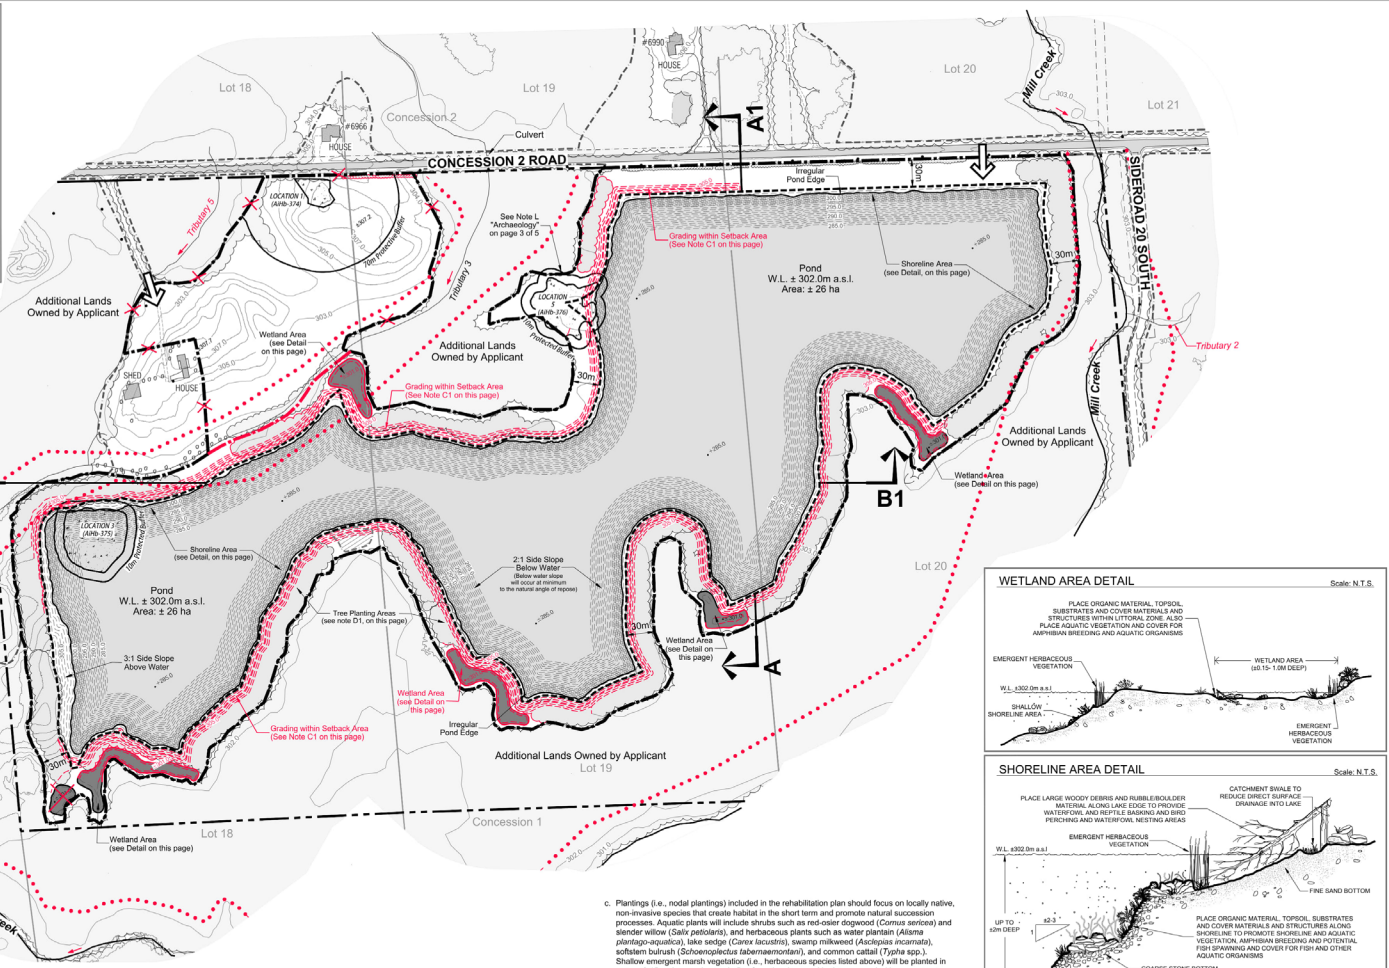 #6990
HOUSE
Lot 20
Mill Creek
303.0
Lot 21
Lot 18
Lot 19
Concession 2
#6966
HOUSE
A1
Culvert
CONCESSION 2 ROAD
SIDEROAD 20 SOUTH
Irregular
Pond Edge
30m
LOCATION 1
(AiHb-374)
70m Protective Buffer
Tributary 5
Tributary 3
See Note L
"Archaeology"
on page 3 of 5
Grading within Setback Area
(See Note C1 on this page)
Pond
W.L. ± 302.0m a.s.l.
Area: ± 26 ha
Shoreline Area
(see Detail, on this page)
30m
Additional Lands
Owned by Applicant
LOCATION
5
(AiHb-376)
10m Protected Buffer
Wetland Area
(see Detail
on this page)
Additional Lands
Owned by Applicant
Tributary 2
SHED
HOUSE
30m
Grading within Setback Area
(See Note C1 on this page)
Mill Creek
Additional Lands
Owned by Applicant
Wetland Area
(see Detail on this page)
B1
LOCATION 3
(AiHb-375)
10m Protected Buffer
Shoreline Area
(see Detail, on this page)
2:1 Side Slope
Below Water
(Below water slope
will occur at minimum
to the natural angle of repose)
Lot 20
Pond
W.L. ± 302.0m a.s.l.
Area: ± 26 ha
Tree Planting Areas
(see note D1, on this page)
30m
Wetland Area
(see Detail on
this page)
A
3:1 Side Slope
Above Water
Wetland Area
(see Detail on
this page)
Irregular
Pond Edge
Grading within Setback Area
(See Note C1 on this page)
Additional Lands Owned by Applicant
Lot 19
30m
Concession 1
Lot 18
Wetland Area
(see Detail on this page)
Creek
WETLAND AREA DETAIL
Scale: N.T.S.
PLACE ORGANIC MATERIAL, TOPSOIL,
SUBSTRATES AND COVER MATERIALS AND
STRUCTURES WITHIN LITTORAL ZONE. ALSO
PLACE AQUATIC VEGETATION AND COVER FOR
AMPHIBIAN BREEDING AND AQUATIC ORGANISMS
EMERGENT HERBACEOUS
VEGETATION
WETLAND AREA
(±0.15- 1.0M DEEP)
W.L. ±302.0m a.s.l
SHALLOW
SHORELINE AREA
EMERGENT
HERBACEOUS
VEGETATION
SHORELINE AREA DETAIL
Scale: N.T.S.
PLACE LARGE WOODY DEBRIS AND RUBBLE/BOULDER
MATERIAL ALONG LAKE EDGE TO PROVIDE
WATERFOWL AND REPTILE BASKING AND BIRD
PERCHING AND WATERFOWL NESTING AREAS
CATCHMENT SWALE TO
REDUCE DIRECT SURFACE
DRAINAGE INTO LAKE
EMERGENT HERBACEOUS
VEGETATION
W.L. ±302.0m a.s.l
FINE SAND BOTTOM
UP TO
±2m DEEP
±2-3
1
PLACE ORGANIC MATERIAL, TOPSOIL, SUBSTRATES
AND COVER MATERIALS AND STRUCTURES ALONG
SHORELINE TO PROMOTE SHORELINE AND AQUATIC
VEGETATION, AMPHIBIAN BREEDING AND POTENTIAL
FISH SPAWNING AND COVER FOR FISH AND OTHER
AQUATIC ORGANISMS
COARSE STONE BOTTOM
c. Plantings (i.e., nodal plantings) included in the rehabilitation plan should focus on locally native,
non-invasive species that create habitat in the short term and promote natural succession
processes. Aquatic plants will include shrubs such as red-osier dogwood (Cornus sericea) and
slender willow (Salix petiolaris), and herbaceous plants such as water plantain (Alisma
plantago-aquatica), lake sedge (Carex lacustris), swamp milkweed (Asclepias incarnata),
softstem bulrush (Schoenoplectus tabernaemontani), and common cattail (Typha spp.).
Shallow emergent marsh vegetation (i.e., herbaceous species listed above) will be planted in